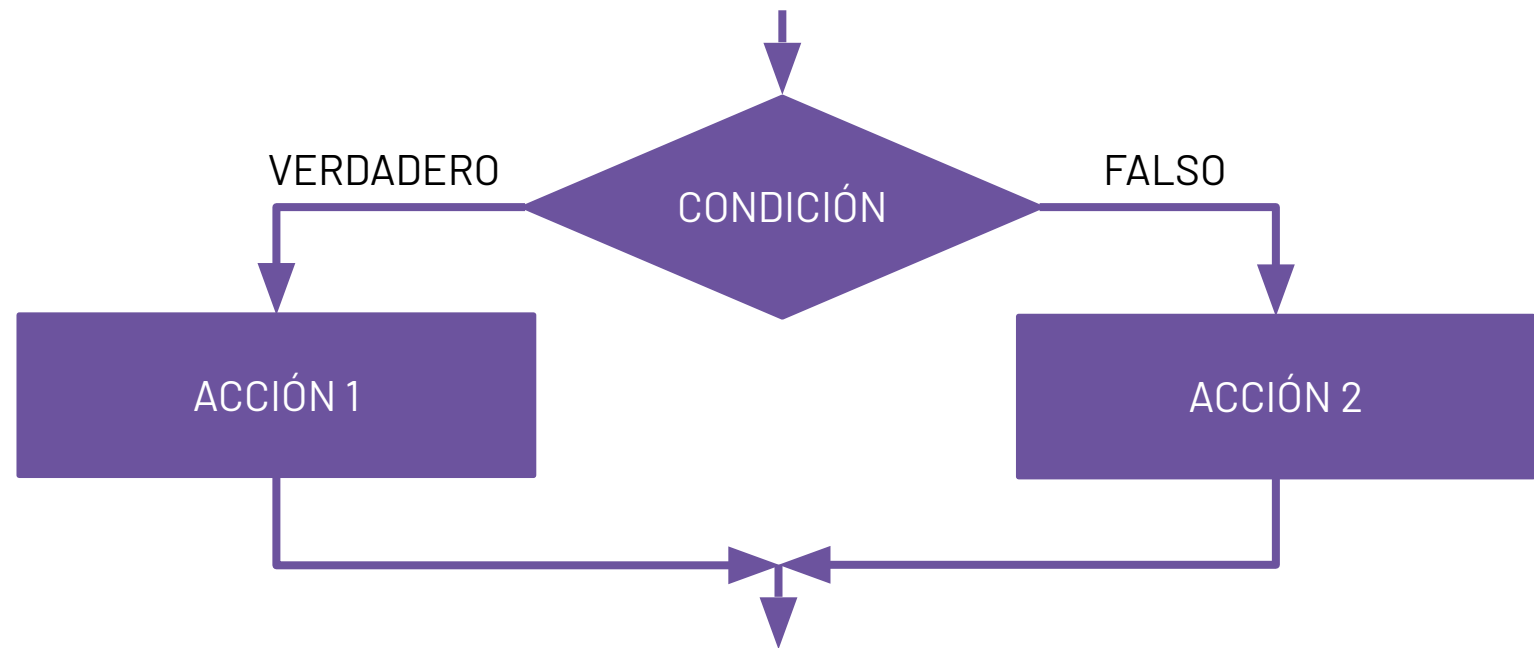 VERDADERO
FALSO
CONDICIÓN
ACCIÓN 1
ACCIÓN 2